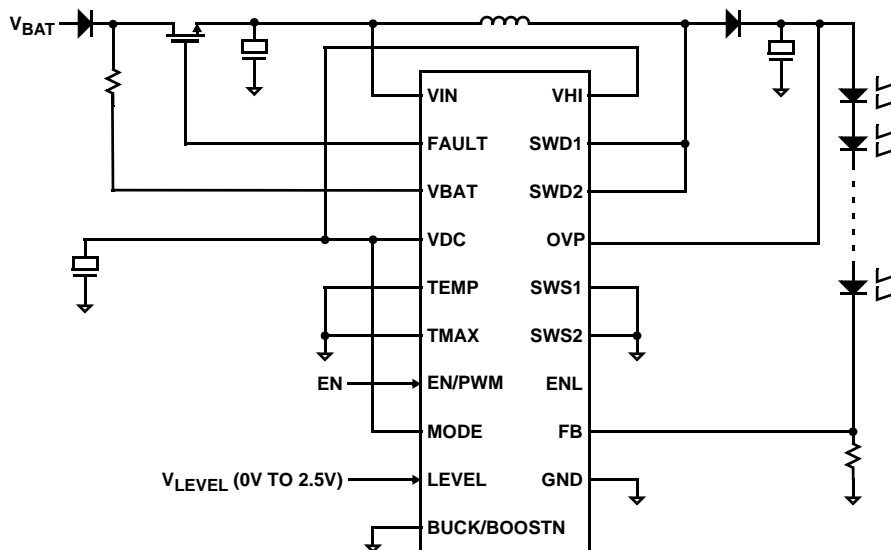 VBAT
VIN VHI
FAULT SWD1
VBAT SWD2
VDC OVP
TEMP SWS1
TMAX SWS2
EN EN/PWM ENL
MODE FB
VLEVEL (0V TO 2.5V) LEVEL GND
BUCK/BOOSTN